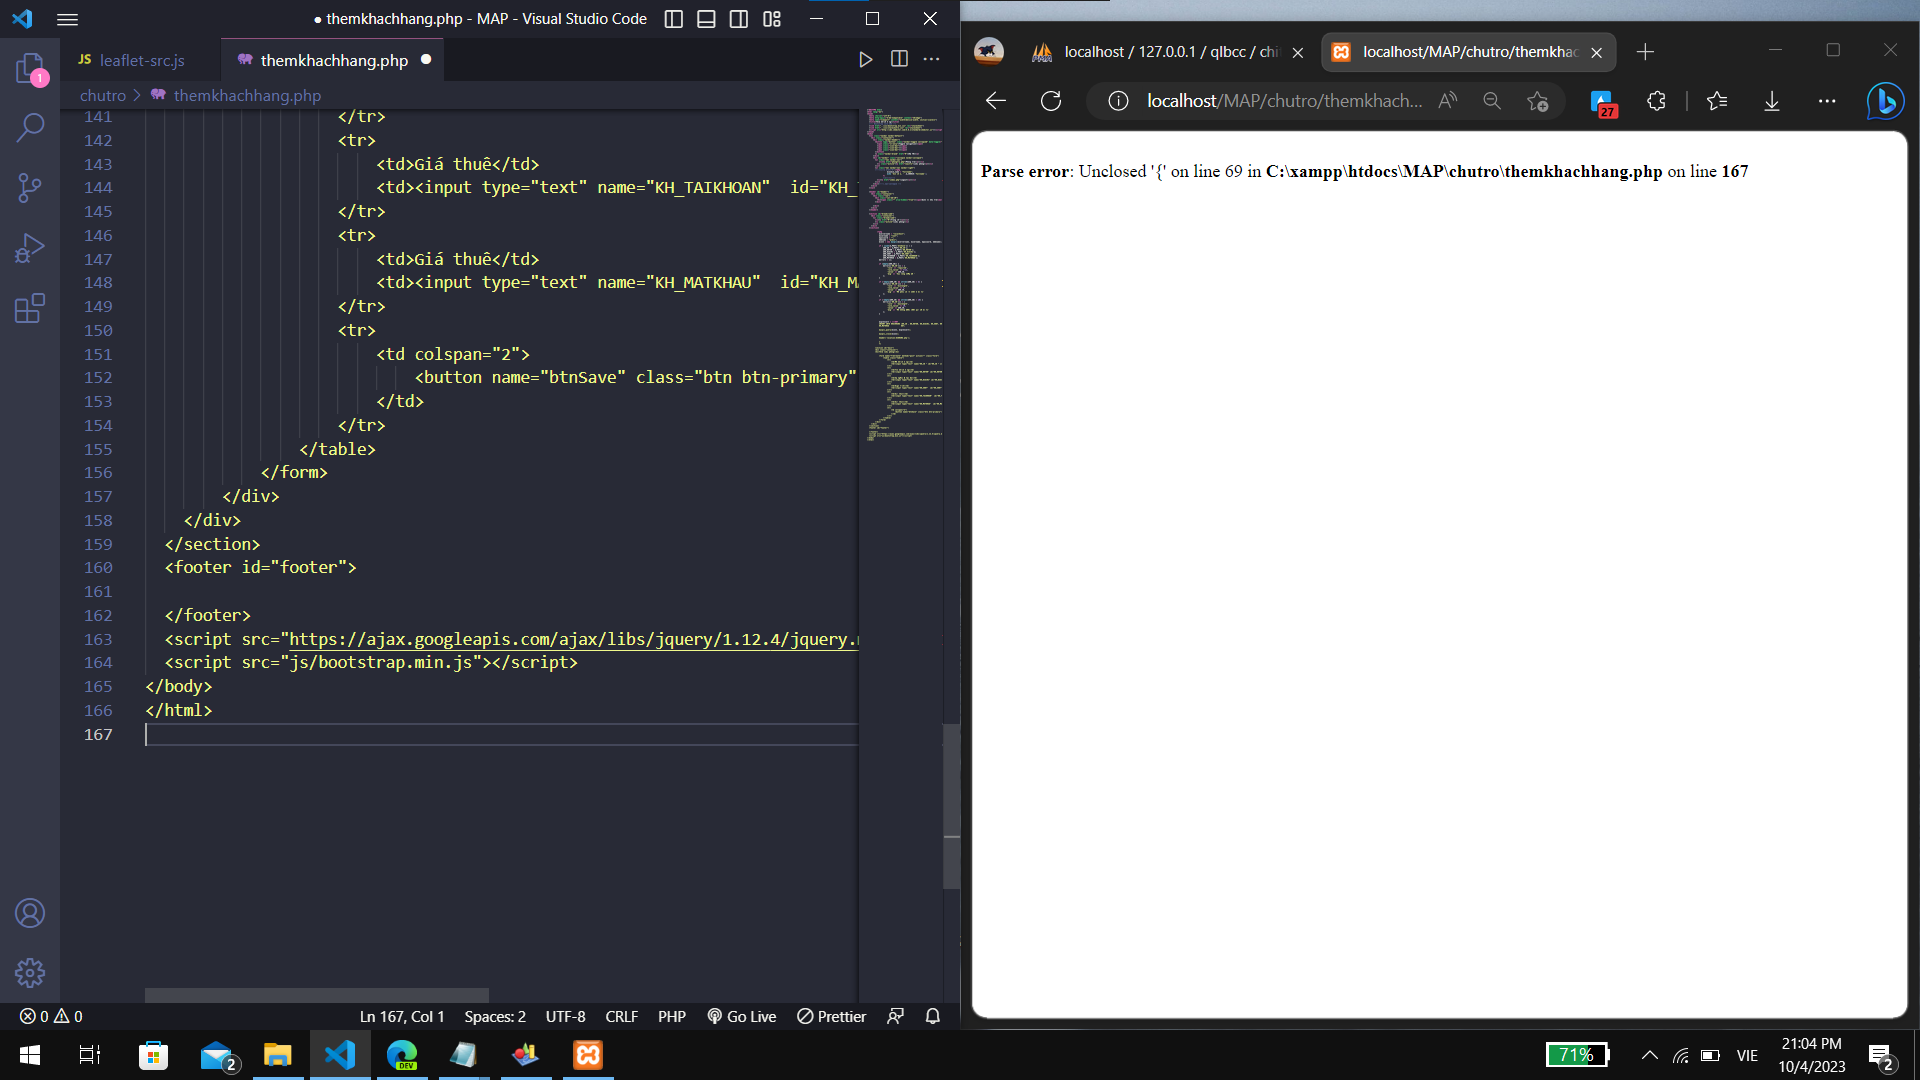 ● themkhachhang.php - MAP - Visual Studio Code
JS leaflet-src.js
themkhachhang.php ●
chutro > themkhachhang.php
141 </tr>
142 <tr>
143 <td>Giá thuê</td>
144 <td><input type="text" name="KH_TAIKHOAN"  id="KH_
145 </tr>
146 <tr>
147 <td>Giá thuê</td>
148 <td><input type="text" name="KH_MATKHAU"  id="KH_M
149 </tr>
150 <tr>
151 <td colspan="2">
152 <button name="btnSave" class="btn btn-primary"
153 </td>
154 </tr>
155 </table>
156 </form>
157 </div>
158 </div>
159 </section>
160 <footer id="footer">
161
162 </footer>
163 <script src="https://ajax.googleapis.com/ajax/libs/jquery/1.12.4/jquery.
164 <script src="js/bootstrap.min.js"></script>
165 </body>
166 </html>
167
1
0 0
Ln 167, Col 1
Spaces: 2
UTF-8
CRLF
PHP
Go Live
Prettier
localhost / 127.0.0.1 / qlbcc / chi
localhost/MAP/chutro/themkhac
localhost/MAP/chutro/themkhach...
27
Parse error: Unclosed '{' on line 69 in C:\xampp\htdocs\MAP\chutro\themkhachhang.php on line 167
2
DEV
71%
VIE
21:04 PM
10/4/2023
2